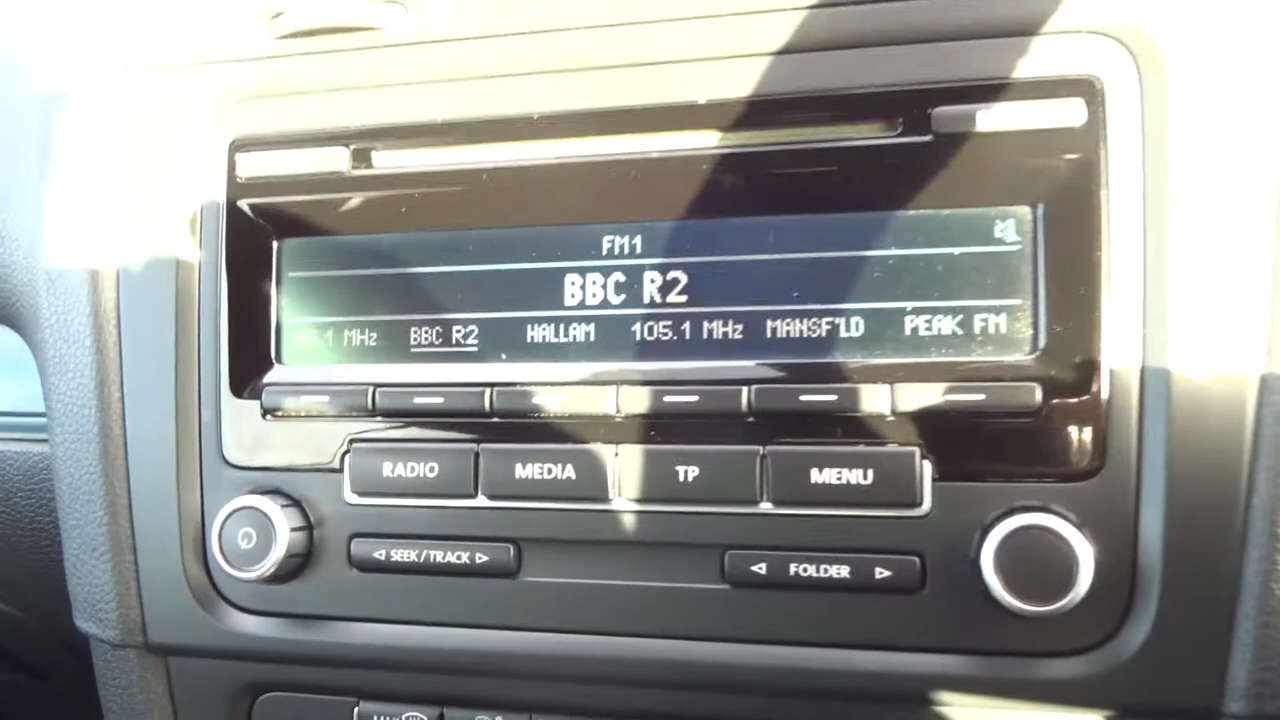 FM1
BBC R2
MHz BBC R2 HALLAM 105.1 MHz MANSF'LD PEAK FM
RADIO MEDIA TP MENU
SEEK/TRACK
FOLDER